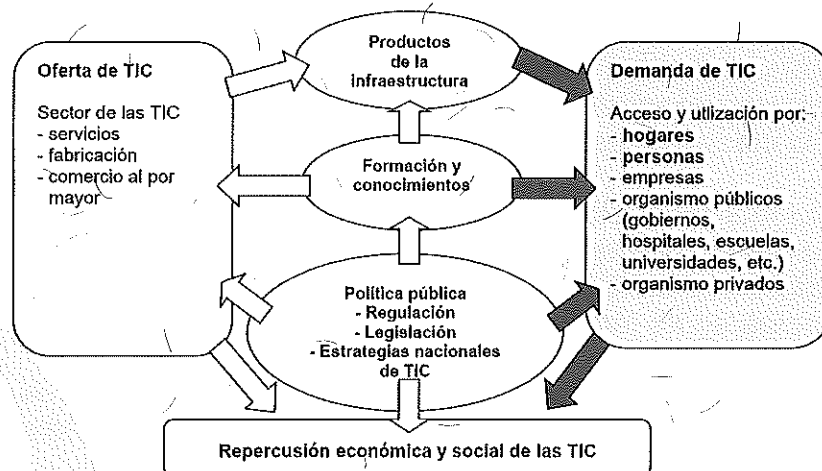 Oferta de TIC
Sector de las TIC
- servicios
- fabricación
- comercio al por
mayor
Productos
de la
infraestructura
Formación y
conocimientos
Política pública
- Regulación
- Legislación
- Estrategias nacionales
de TIC
Demanda de TIC
Acceso y utlización por:
- hogares
- personas
- empresas
- organismo públicos
(gobiernos,
hospitales, escuelas,
universidades, etc.)
- organismo privados
Repercusión económica y social de las TIC